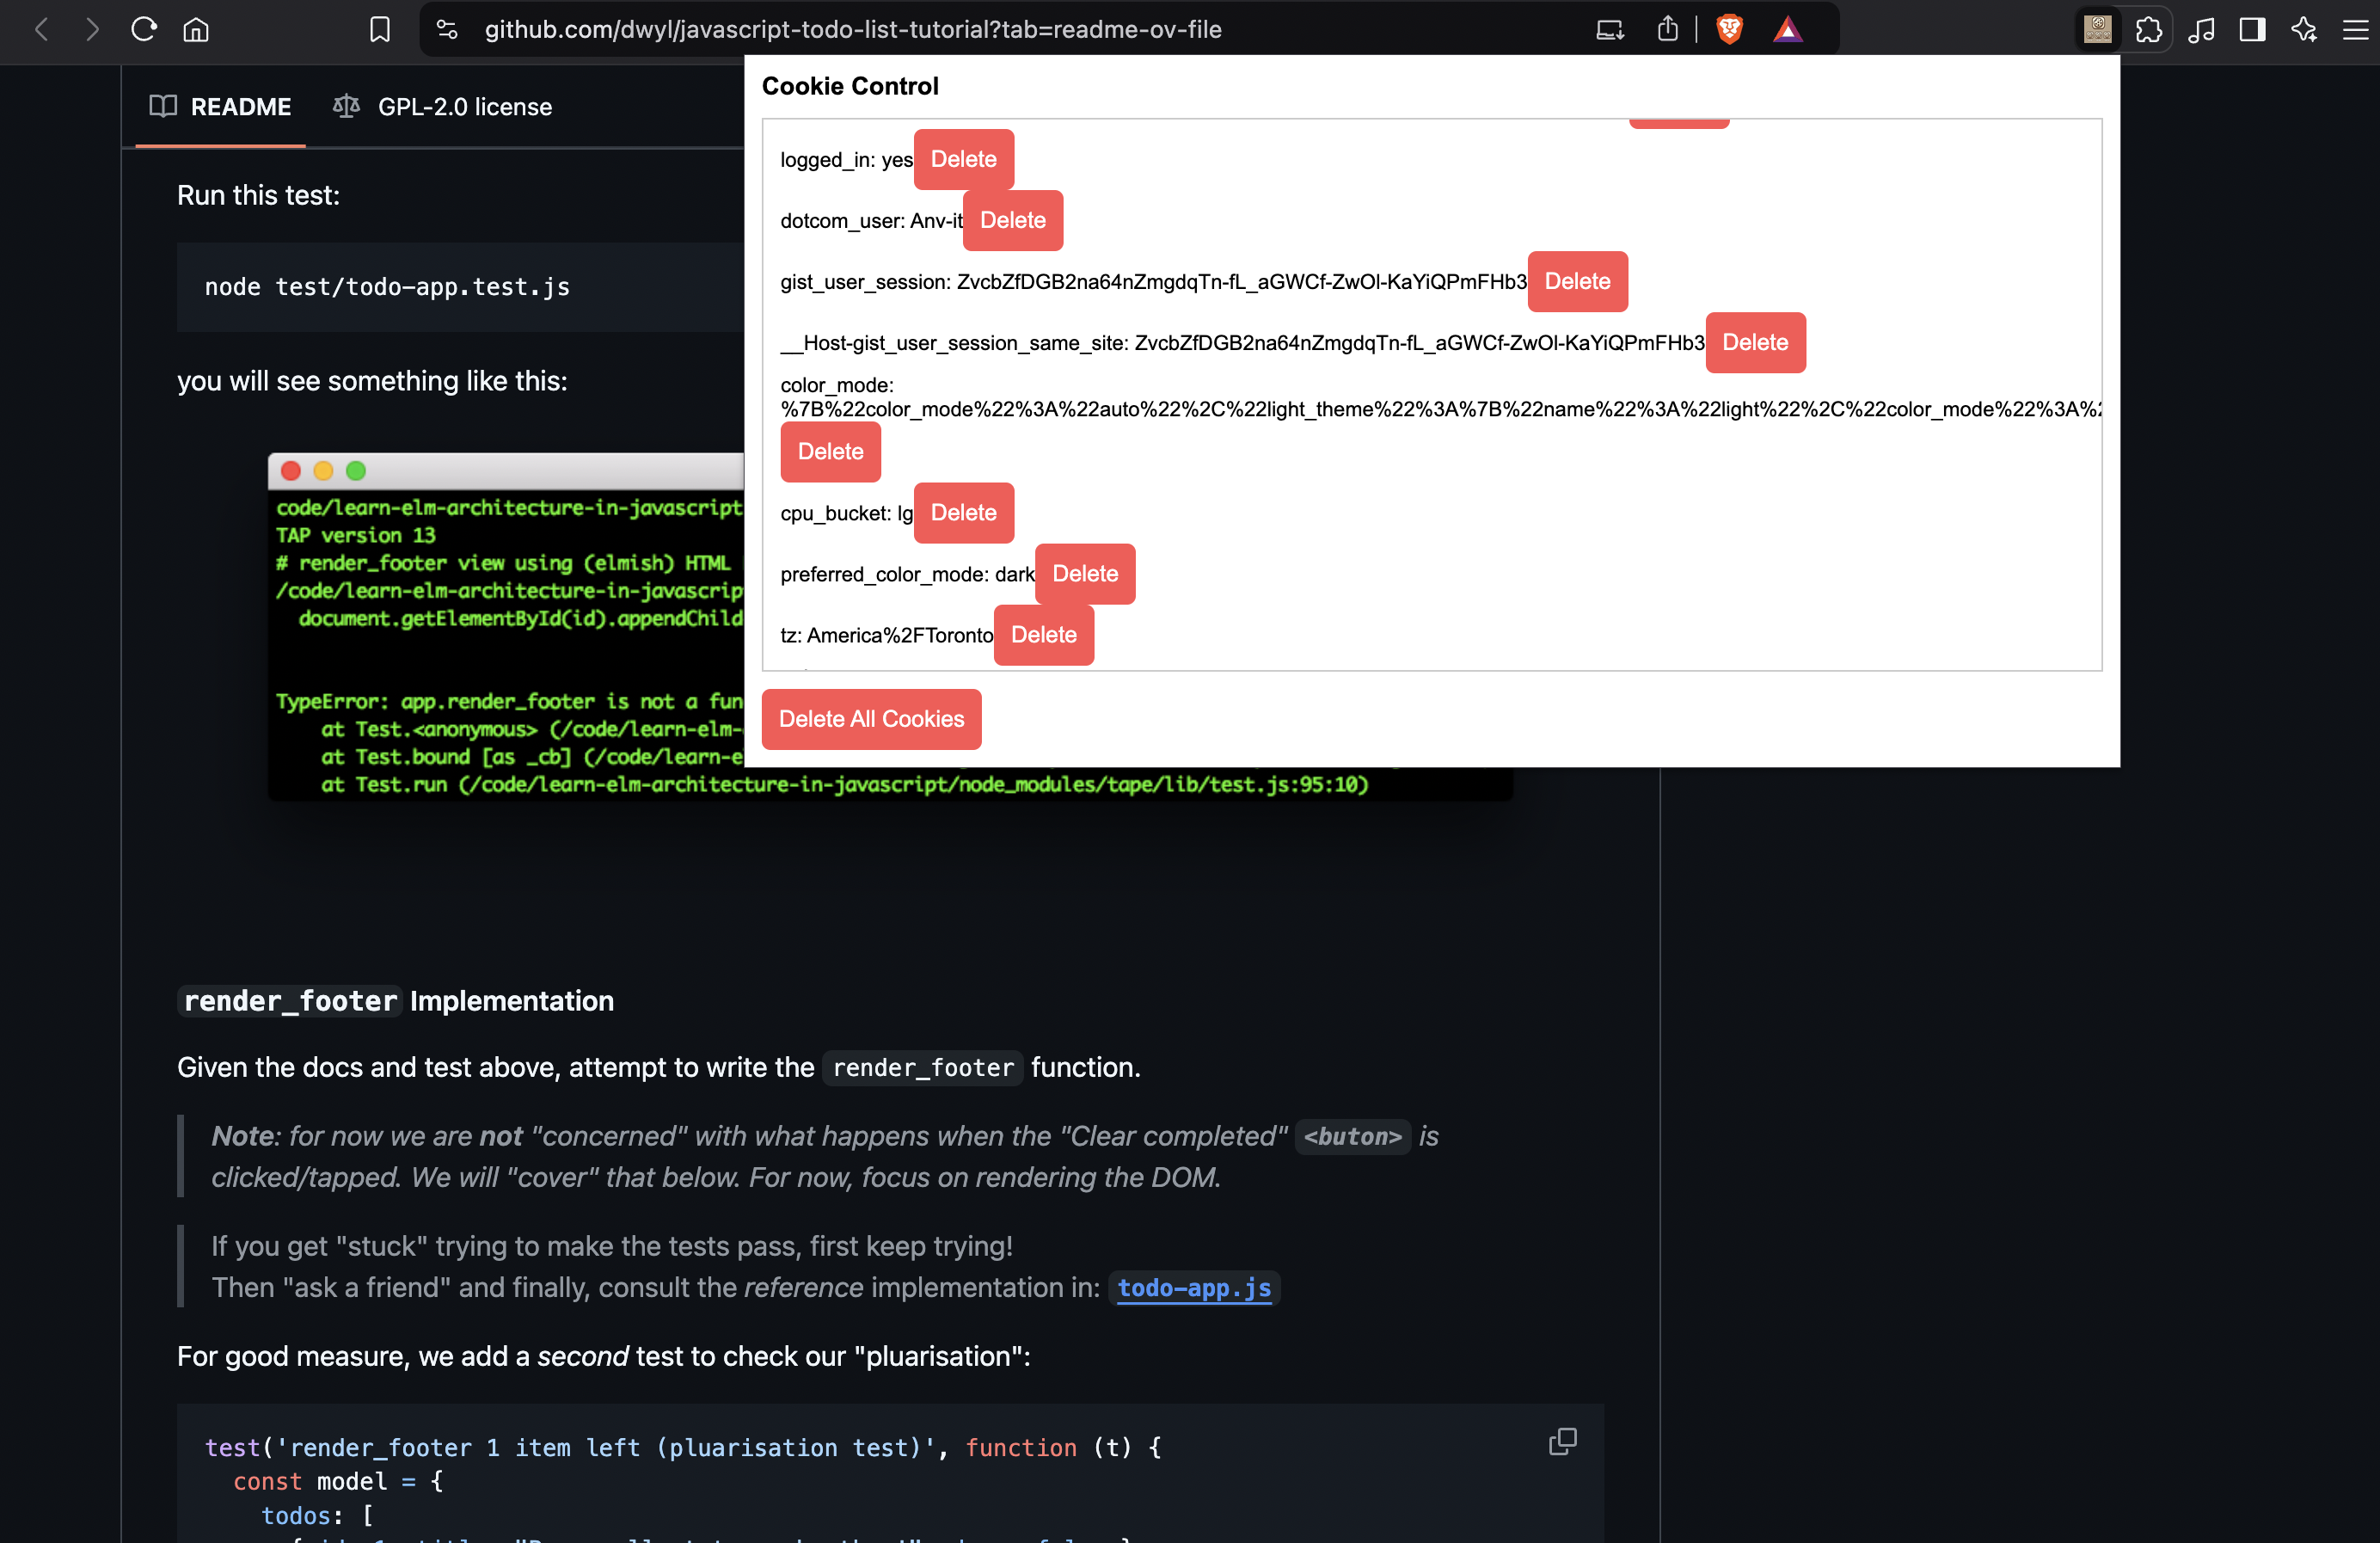 github.com/dwyl/javascript-todo-list-tutorial?tab=readme-ov-file
README
GPL-2.0 license
Run this test:
node test/todo-app.test.js
you will see something like this:
code/learn-elm-architecture-in-javascript
TAP version 13
# render_footer view using (elmish) HTML
/code/learn-elm-architecture-in-javascrip
document.getElementById(id).appendChild
TypeError: app.render_footer is not a fun
at Test.<anonymous> (/code/learn-elm-
at Test.bound [as _cb] (/code/learn-e
at Test.run (/code/learn-elm-architecture-in-javascript/node_modules/tape/lib/test.js:95:10)
Cookie Control
logged_in: yes Delete
dotcom_user: Anv-it Delete
gist_user_session: ZvcbZfDGB2na64nZmgdqTn-fL_aGWCf-ZwOl-KaYiQPmFHb3 Delete
__Host-gist_user_session_same_site: ZvcbZfDGB2na64nZmgdqTn-fL_aGWCf-ZwOl-KaYiQPmFHb3 Delete
color_mode:
%7B%22color_mode%22%3A%22auto%22%2C%22light_theme%22%3A%7B%22name%22%3A%22light%22%2C%22color_mode%22%3A%2
Delete
cpu_bucket: lg Delete
preferred_color_mode: dark Delete
tz: America%2FToronto Delete
Delete All Cookies
render_footer Implementation
Given the docs and test above, attempt to write the render_footer function.
Note: for now we are not "concerned" with what happens when the "Clear completed" <buton> is
clicked/tapped. We will "cover" that below. For now, focus on rendering the DOM.
If you get "stuck" trying to make the tests pass, first keep trying!
Then "ask a friend" and finally, consult the reference implementation in: todo-app.js
For good measure, we add a second test to check our "pluarisation":
test('render_footer 1 item left (pluarisation test)', function (t) {
const model = {
todos: [